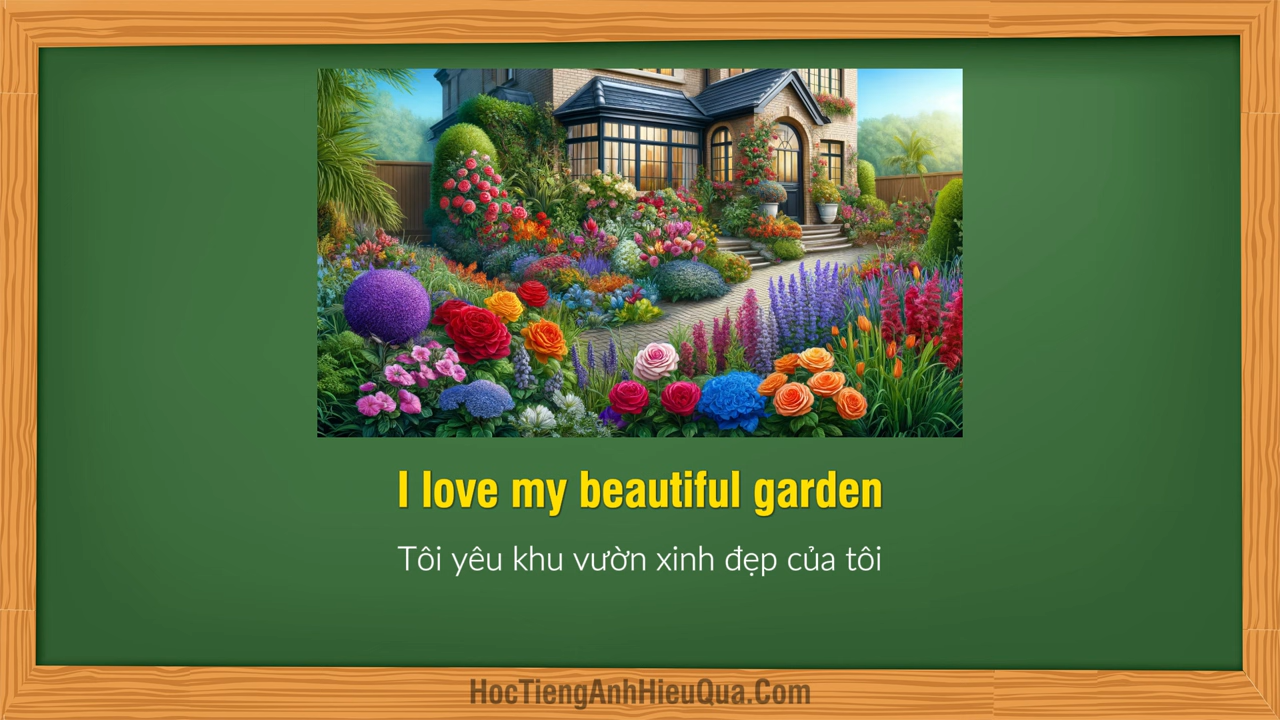 I love my beautiful garden
Tôi yêu khu vườn xinh đẹp của tôi
HocTiengAnhHieuQua.Com